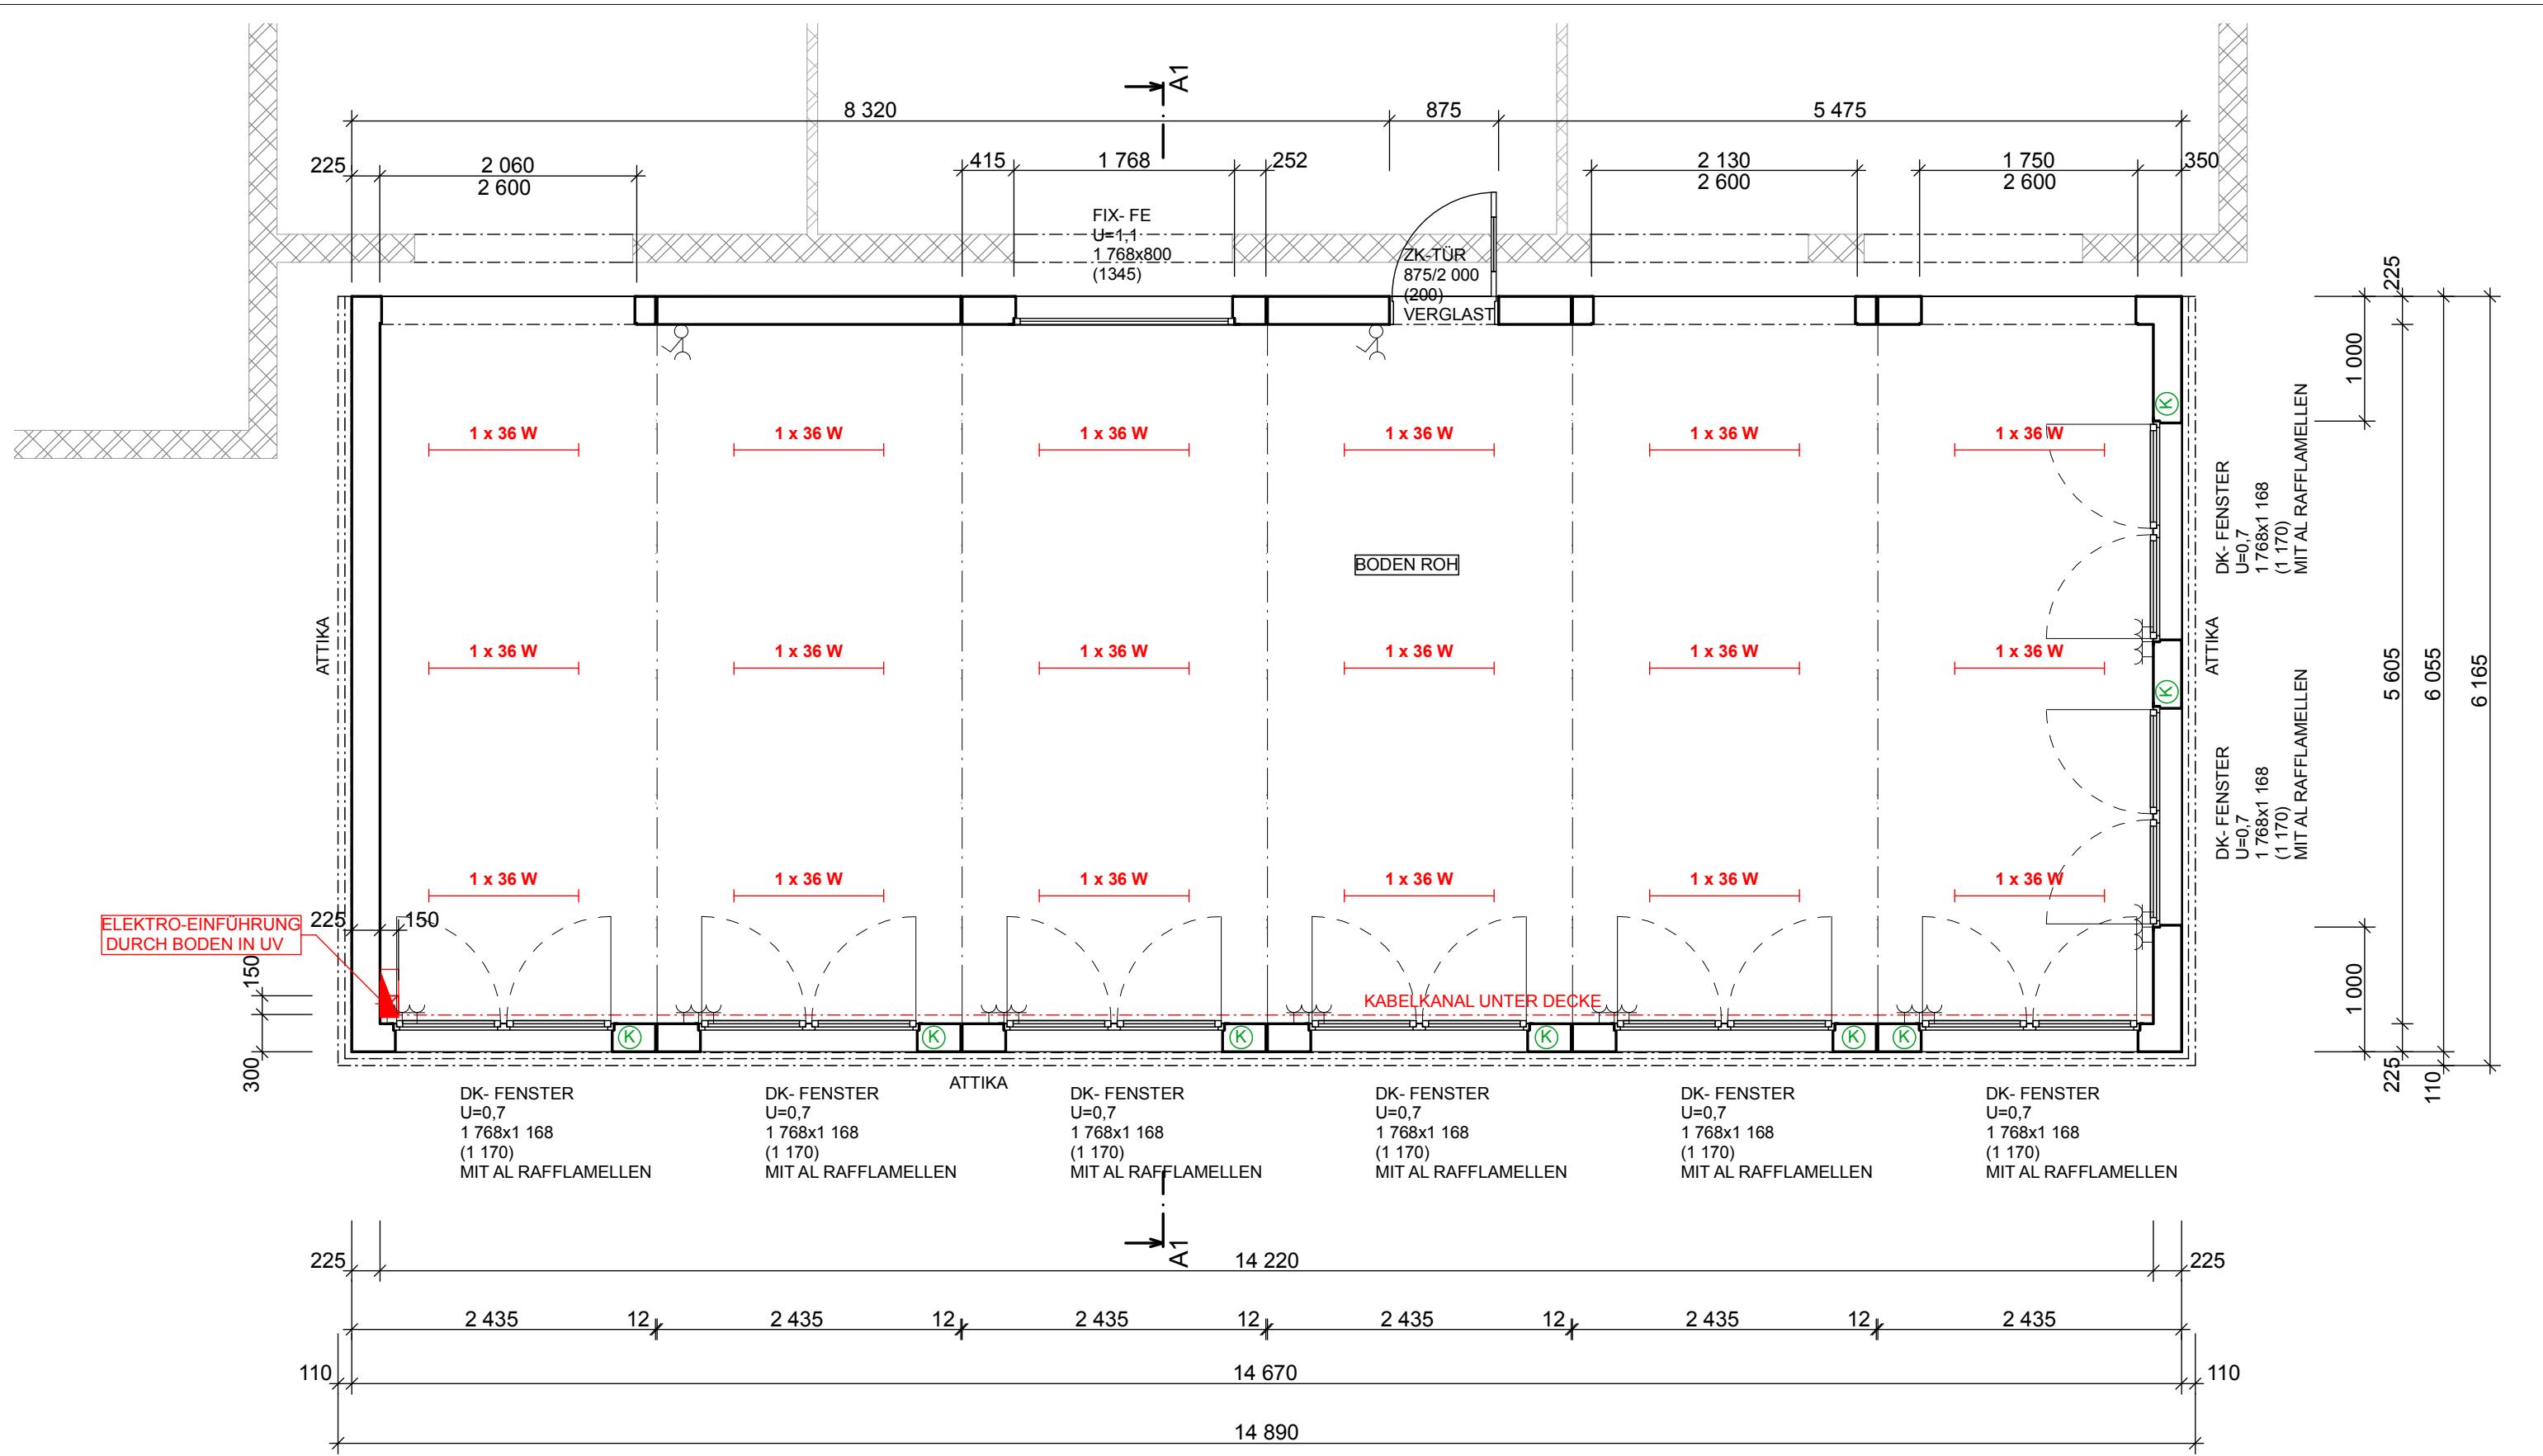 A1
8 320
875
5 475
225
2 060
2 600
415
1 768
252
2 130
2 600
1 750
2 600
350
FIX- FE
U=1,1
1 768x800
(1345)
ZK-TÜR
875/2 000
(200)
VERGLAST
225
1 000
K
1 x 36 W
1 x 36 W
1 x 36 W
1 x 36 W
1 x 36 W
1 x 36 W
DK- FENSTER
U=0,7
1 768x1 168
(1 170)
MIT AL RAFFLAMELLEN
BODEN ROH
ATTIKA
1 x 36 W
1 x 36 W
1 x 36 W
1 x 36 W
1 x 36 W
1 x 36 W
K
ATTIKA
5 605
6 055
6 165
DK- FENSTER
U=0,7
1 768x1 168
(1 170)
MIT AL RAFFLAMELLEN
1 x 36 W
1 x 36 W
1 x 36 W
1 x 36 W
1 x 36 W
1 x 36 W
ELEKTRO-EINFÜHRUNG
DURCH BODEN IN UV
225
150
150
300
KABELKANAL UNTER DECKE
1 000
K
K
K
K
K
K
225
110
ATTIKA
DK- FENSTER
U=0,7
1 768x1 168
(1 170)
MIT AL RAFFLAMELLEN
DK- FENSTER
U=0,7
1 768x1 168
(1 170)
MIT AL RAFFLAMELLEN
DK- FENSTER
U=0,7
1 768x1 168
(1 170)
MIT AL RAFFLAMELLEN
DK- FENSTER
U=0,7
1 768x1 168
(1 170)
MIT AL RAFFLAMELLEN
DK- FENSTER
U=0,7
1 768x1 168
(1 170)
MIT AL RAFFLAMELLEN
DK- FENSTER
U=0,7
1 768x1 168
(1 170)
MIT AL RAFFLAMELLEN
A1
225
14 220
225
2 435
12
2 435
12
2 435
12
2 435
12
2 435
12
2 435
110
14 670
110
14 890